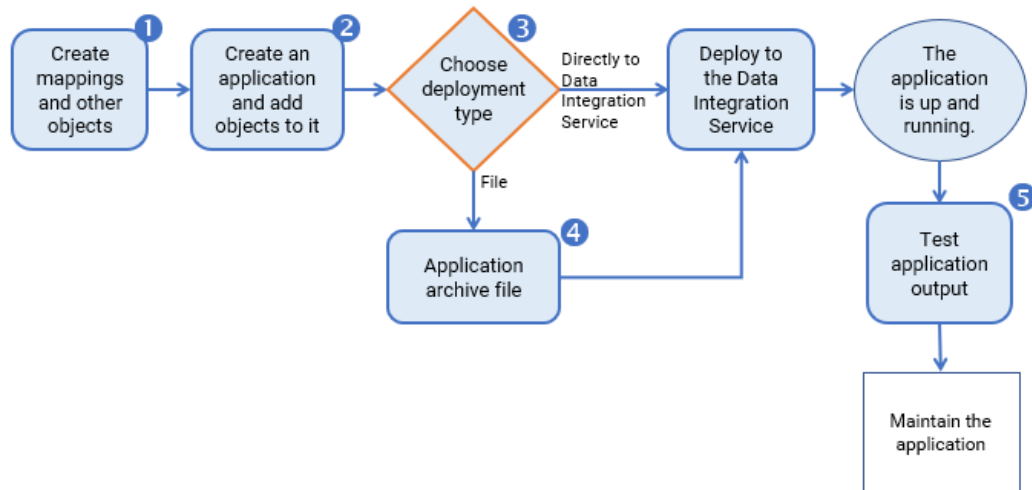 1
Create
mappings
and other
objects
2
Create an
application
and add
objects to it
3
Choose
deployment
type
Directly to
Data
Integration
Service
File
4
Application
archive file
Deploy to
the Data
Integration
Service
The
application
is up and
running.
5
Test
application
output
Maintain the
application